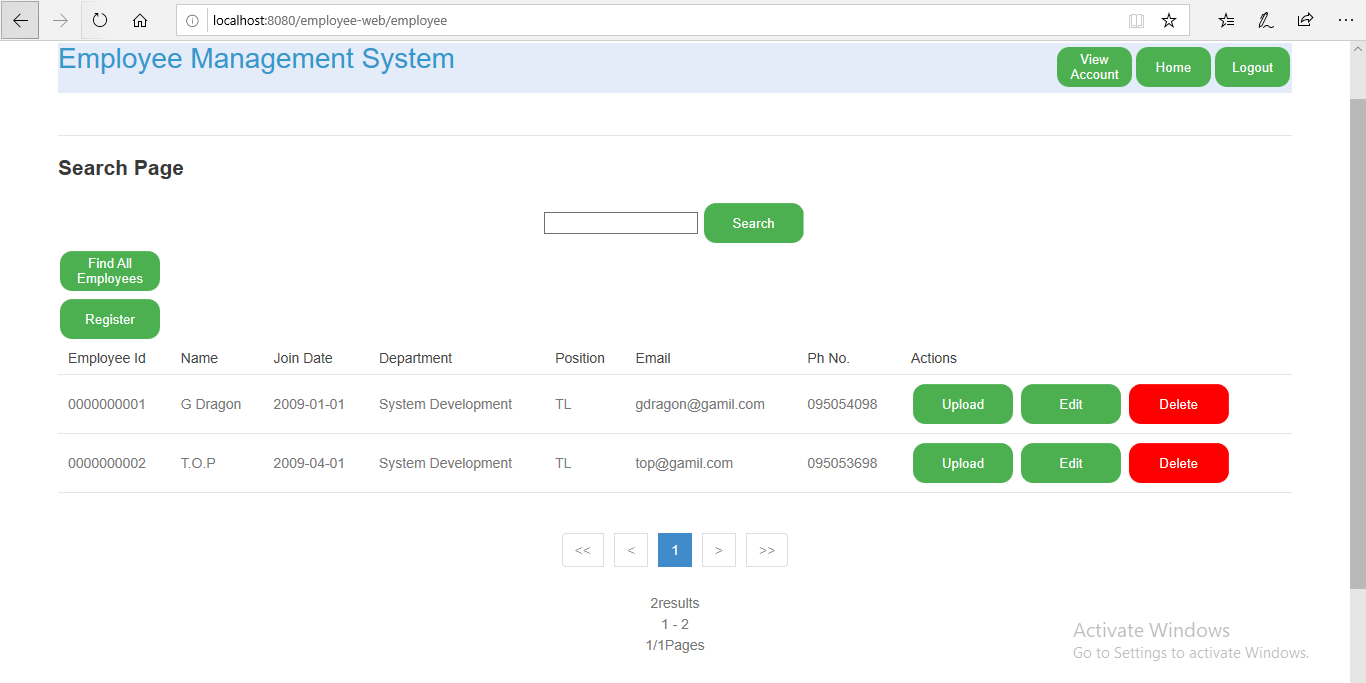 localhost:8080/employee-web/employee
Employee Management System
View
Account
Home
Logout
Search Page
Search
Find All
Employees
Register
Employee Id Name Join Date Department Position Email Ph No. Actions
0000000001 G Dragon 2009-01-01 System Development TL gdragon@gamil.com 095054098 Upload Edit Delete
0000000002 T.O.P 2009-04-01 System Development TL top@gamil.com 095053698 Upload Edit Delete
<< < 1 > >>
2results
1 - 2
1/1Pages
Activate Windows
Go to Settings to activate Windows.